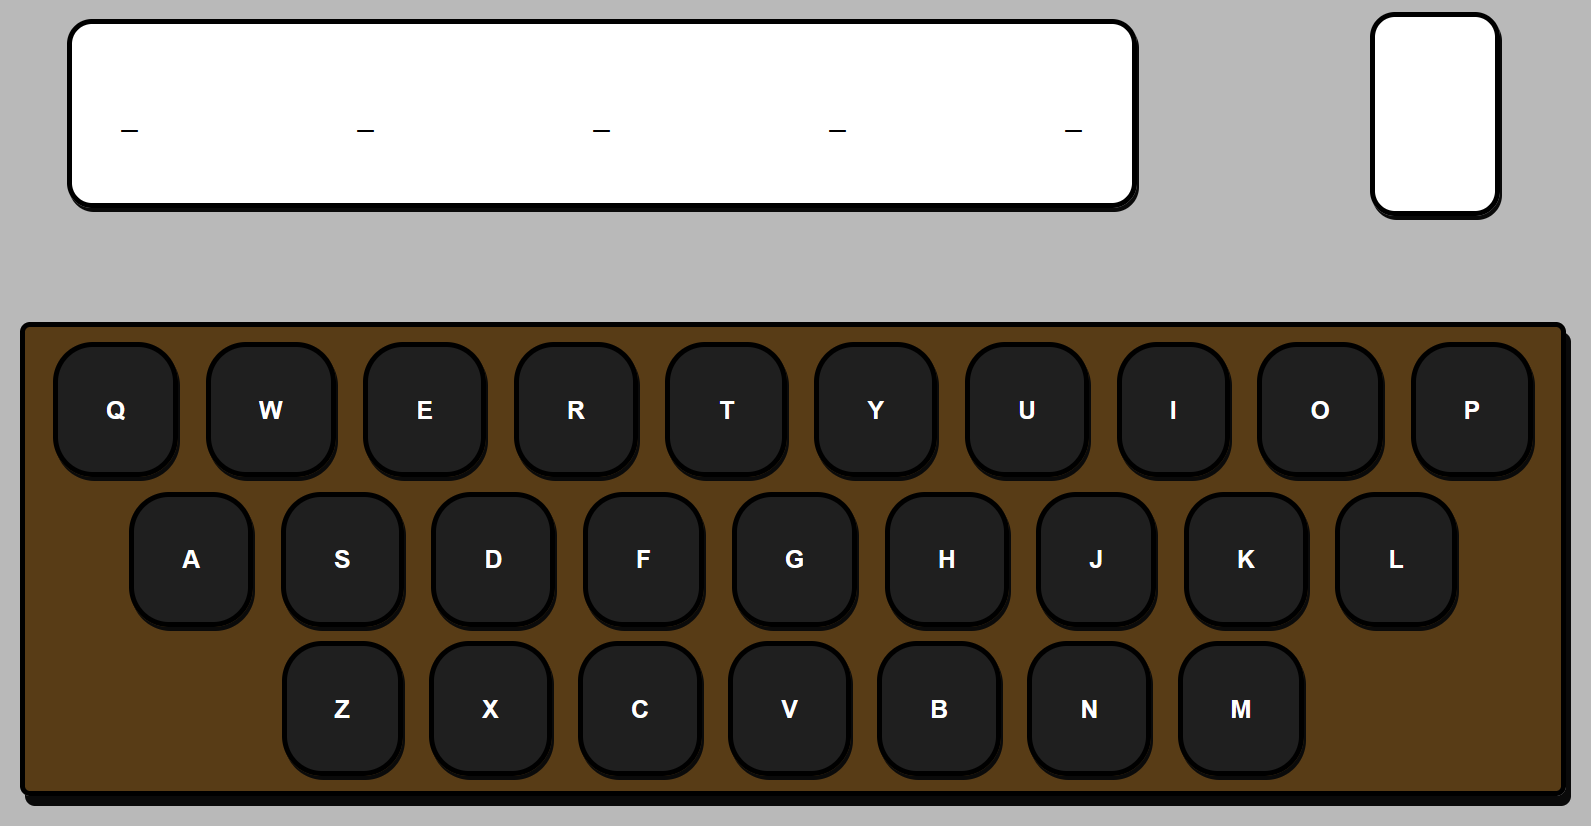 _ _ _ _ _
Q W E R T Y U I O P
A S D F G H J K L
Z X C V B N M